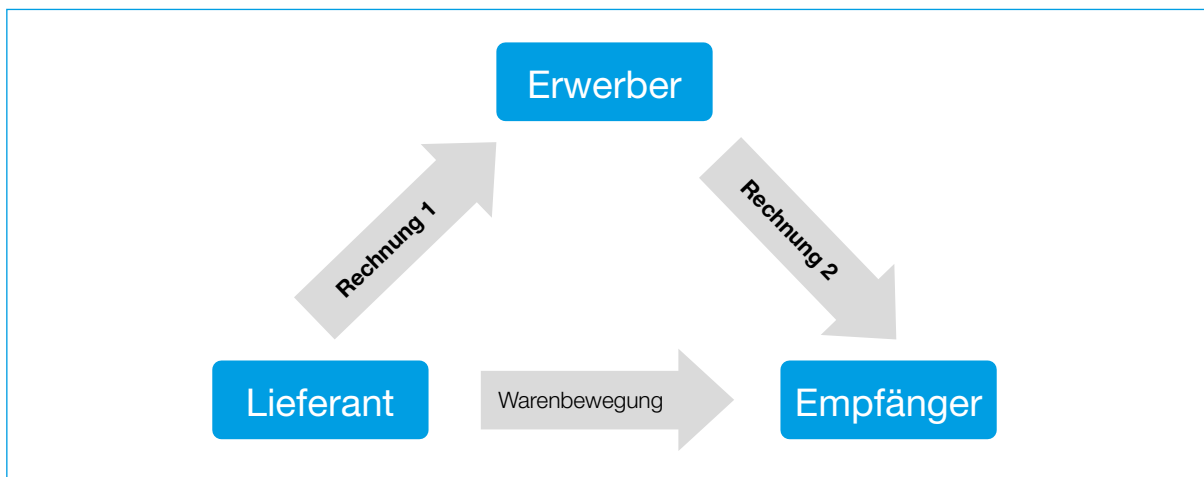 Erwerber
Rechnung 1
Rechnung 2
Lieferant
Warenbewegung
Empfänger